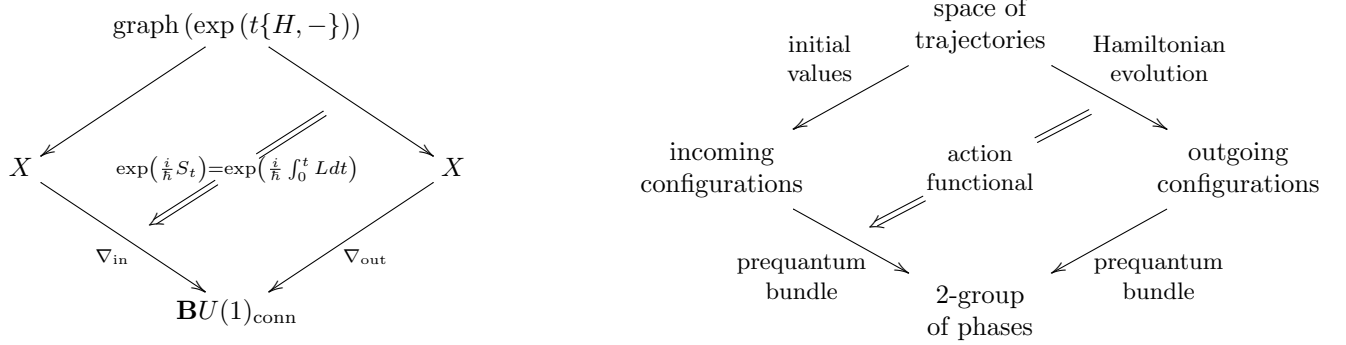 graph (exp (t{H, −}))
X
exp(i/ħ S_t)=exp(i/ħ ∫_0^t Ldt)
X
∇_in
∇_out
BU(1)_conn
space of
trajectories
initial
values
Hamiltonian
evolution
incoming
configurations
action
functional
outgoing
configurations
prequantum
bundle
prequantum
bundle
2-group
of phases